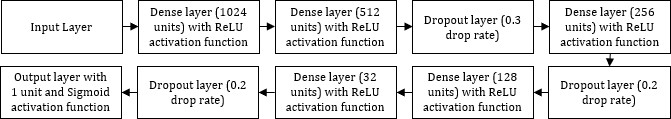 Input Layer
Dense layer (1024
units) with ReLU
activation function
Dense layer (512
units) with ReLU
activation function
Dropout layer (0.3
drop rate)
Dense layer (256
units) with ReLU
activation function
Dropout layer (0.2
drop rate)
Dense layer (128
units) with ReLU
activation function
Dense layer (32
units) with ReLU
activation function
Dropout layer (0.2
drop rate)
Output layer with
1 unit and Sigmoid
activation function